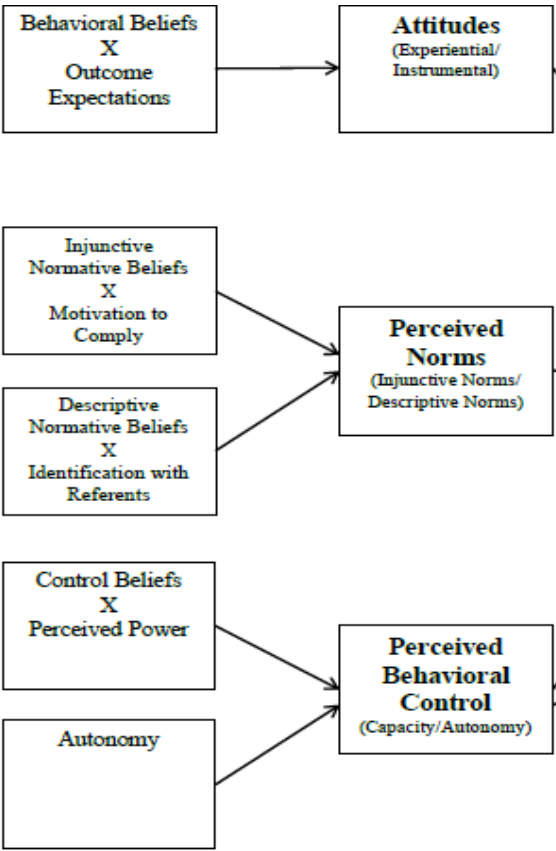 Behavioral Beliefs
X
Outcome
Expectations
Attitudes
(Experiential/
Instrumental)
Injunctive
Normative Beliefs
X
Motivation to
Comply
Perceived
Norms
(Injunctive Norms/
Descriptive Norms)
Descriptive
Normative Beliefs
X
Identification with
Referents
Control Beliefs
X
Perceived Power
Perceived
Behavioral
Control
(Capacity/Autonomy)
Autonomy